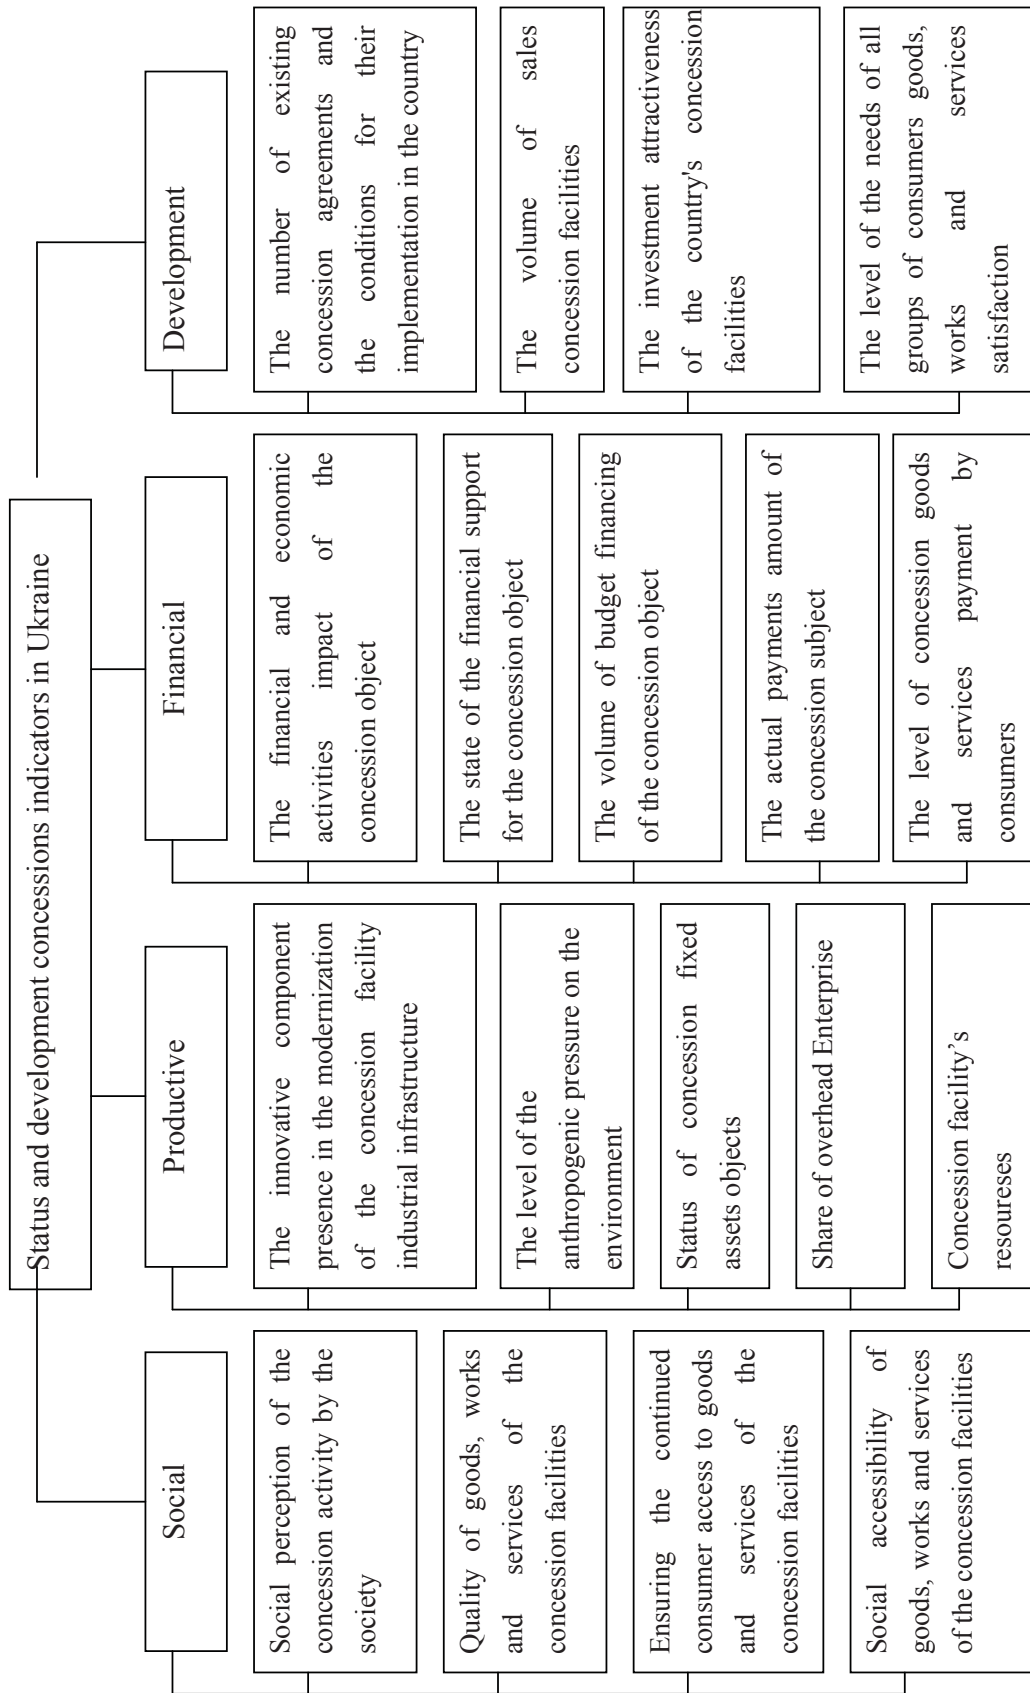 Status and development concessions indicators in Ukraine
Social
Social perception of the
concession activity by the
society
Quality of goods, works
and services of the
concession facilities
Ensuring the continued
consumer access to goods
and services of the
concession facilities
Social accessibility of
goods, works and services
of the concession facilities
Productive
The innovative component
presence in the modernization
of the concession facility
industrial infrastructure
The level of the
anthropogenic pressure on the
environment
Status of concession fixed
assets objects
Share of overhead Enterprise
Concession facility’s
resoureses
Financial
The financial and economic
activities impact of the
concession object
The state of the financial support
for the concession object
The volume of budget financing
of the concession object
The actual payments amount of
the concession subject
The level of concession goods
and services payment by
consumers
Development
The number of existing
concession agreements and
the conditions for their
implementation in the country
The volume of sales
concession facilities
The investment attractiveness
of the country's concession
facilities
The level of the needs of all
groups of consumers goods,
works and services
satisfaction